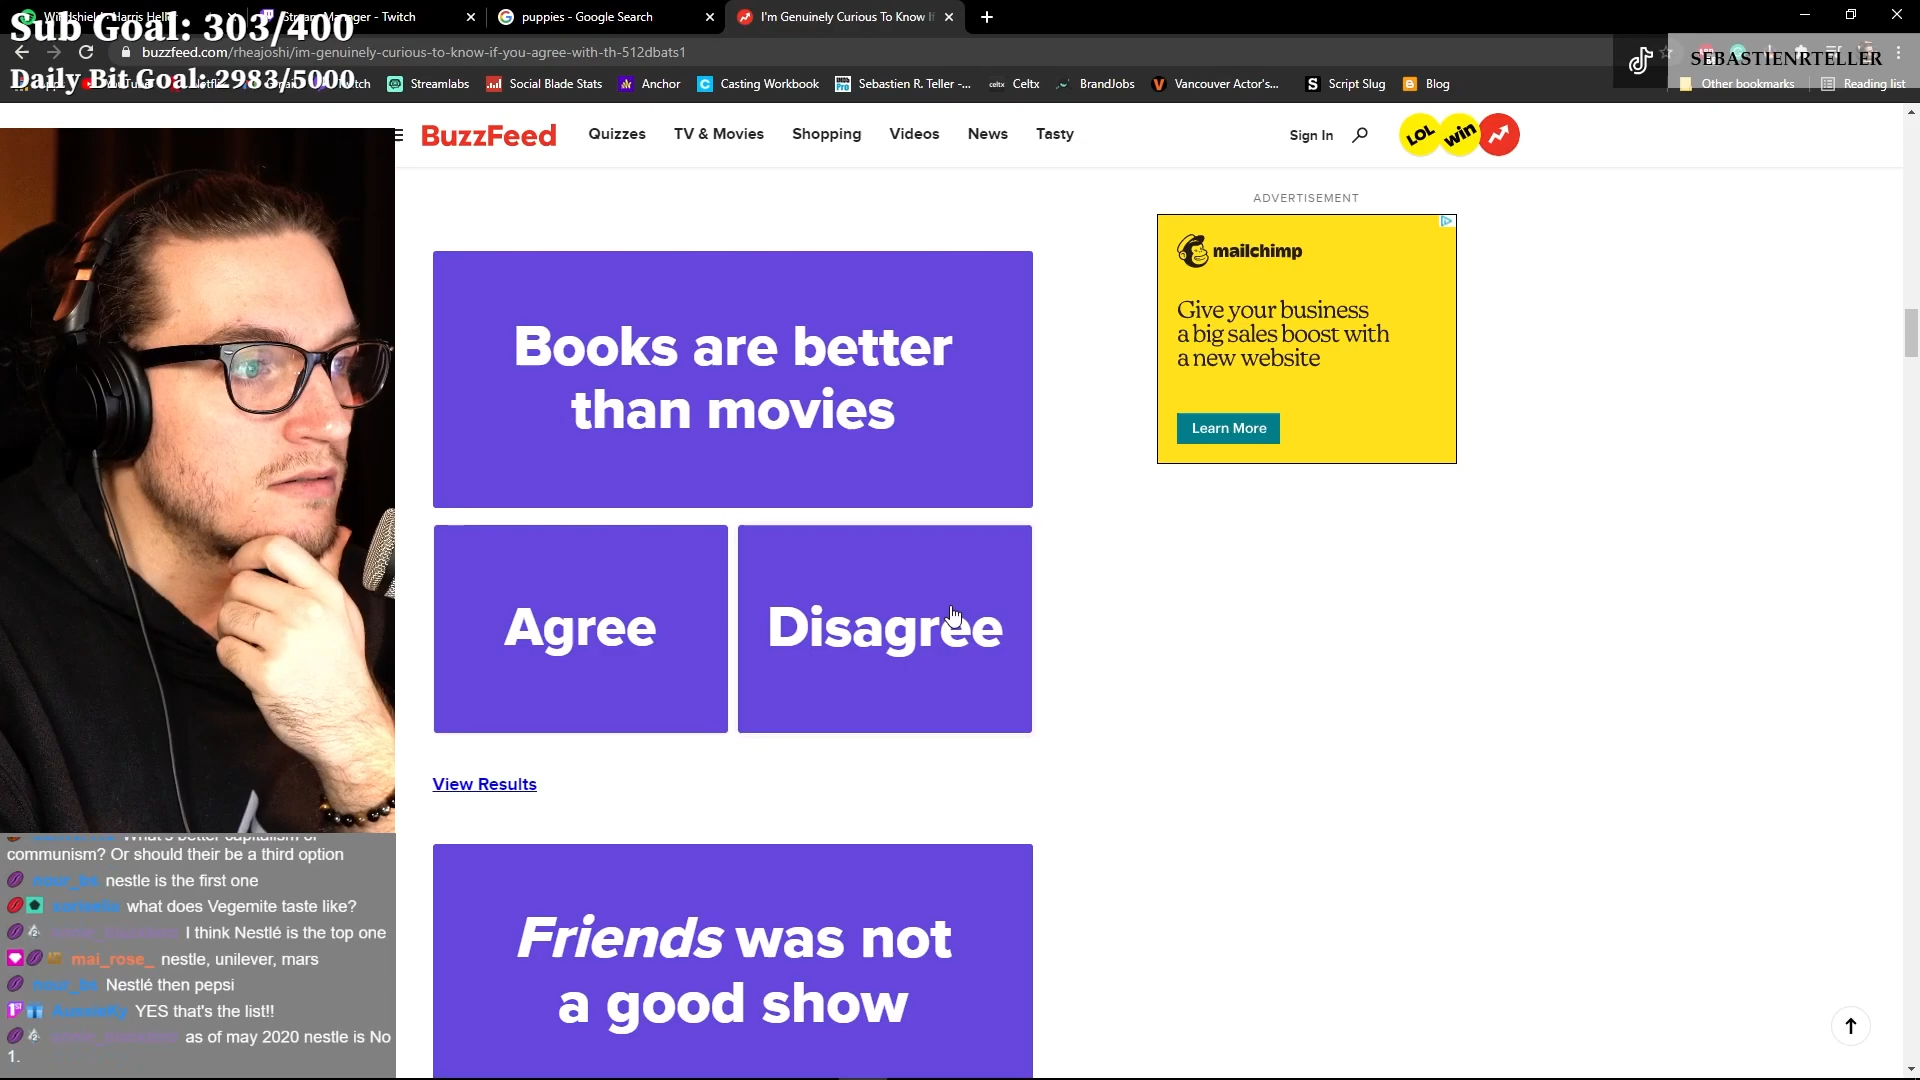 Sub Goal: 303/400
Daily Bit Goal: 2983/5000
Stream Manager - Twitch
puppies - Google Search
I'm Genuinely Curious To Know If
buzzfeed.com/rheajoshi/im-genuinely-curious-to-know-if-you-agree-with-th-512dbats1
SEBASTIENRTELLER
Streamlabs
Social Blade Stats
Anchor
Casting Workbook
Sebastien R. Teller -...
Celtx
BrandJobs
Vancouver Actor's...
Script Slug
Blog
Other bookmarks
Reading list
BuzzFeed
Quizzes
TV & Movies
Shopping
Videos
News
Tasty
Sign In
LOL
win
ADVERTISEMENT
mailchimp
Give your business
a big sales boost with
a new website
Learn More
Books are better
than movies
Agree
Disagree
View Results
Friends was not
a good show
communism? Or should their be a third option
nestle is the first one
what does Vegemite taste like?
I think Nestlé is the top one
mai_rose_ nestle, unilever, mars
Nestlé then pepsi
YES that's the list!!
as of may 2020 nestle is No
1.